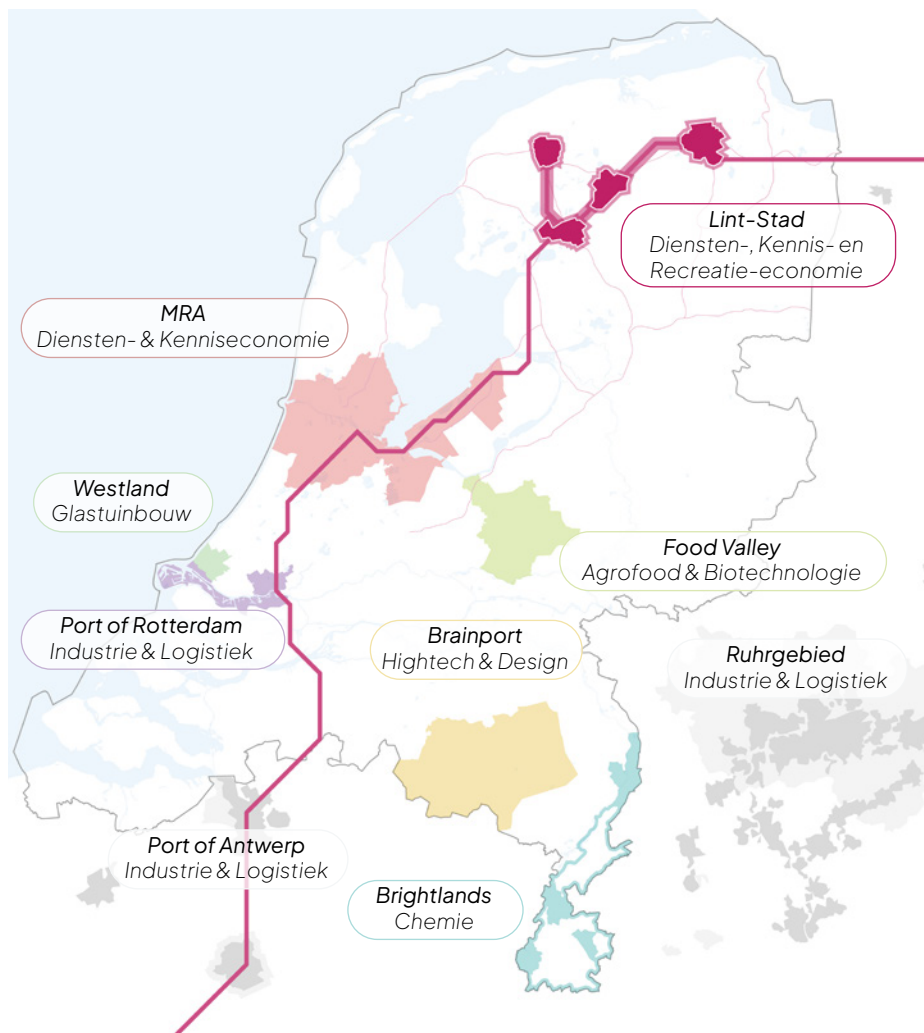 Lint-Stad
Diensten-, Kennis- en
Recreatie-economie
MRA
Diensten- & Kenniseconomie
Westland
Glastuinbouw
Food Valley
Agrofood & Biotechnologie
Port of Rotterdam
Industrie & Logistiek
Brainport
Hightech & Design
Ruhrgebied
Industrie & Logistiek
Port of Antwerp
Industrie & Logistiek
Brightlands
Chemie